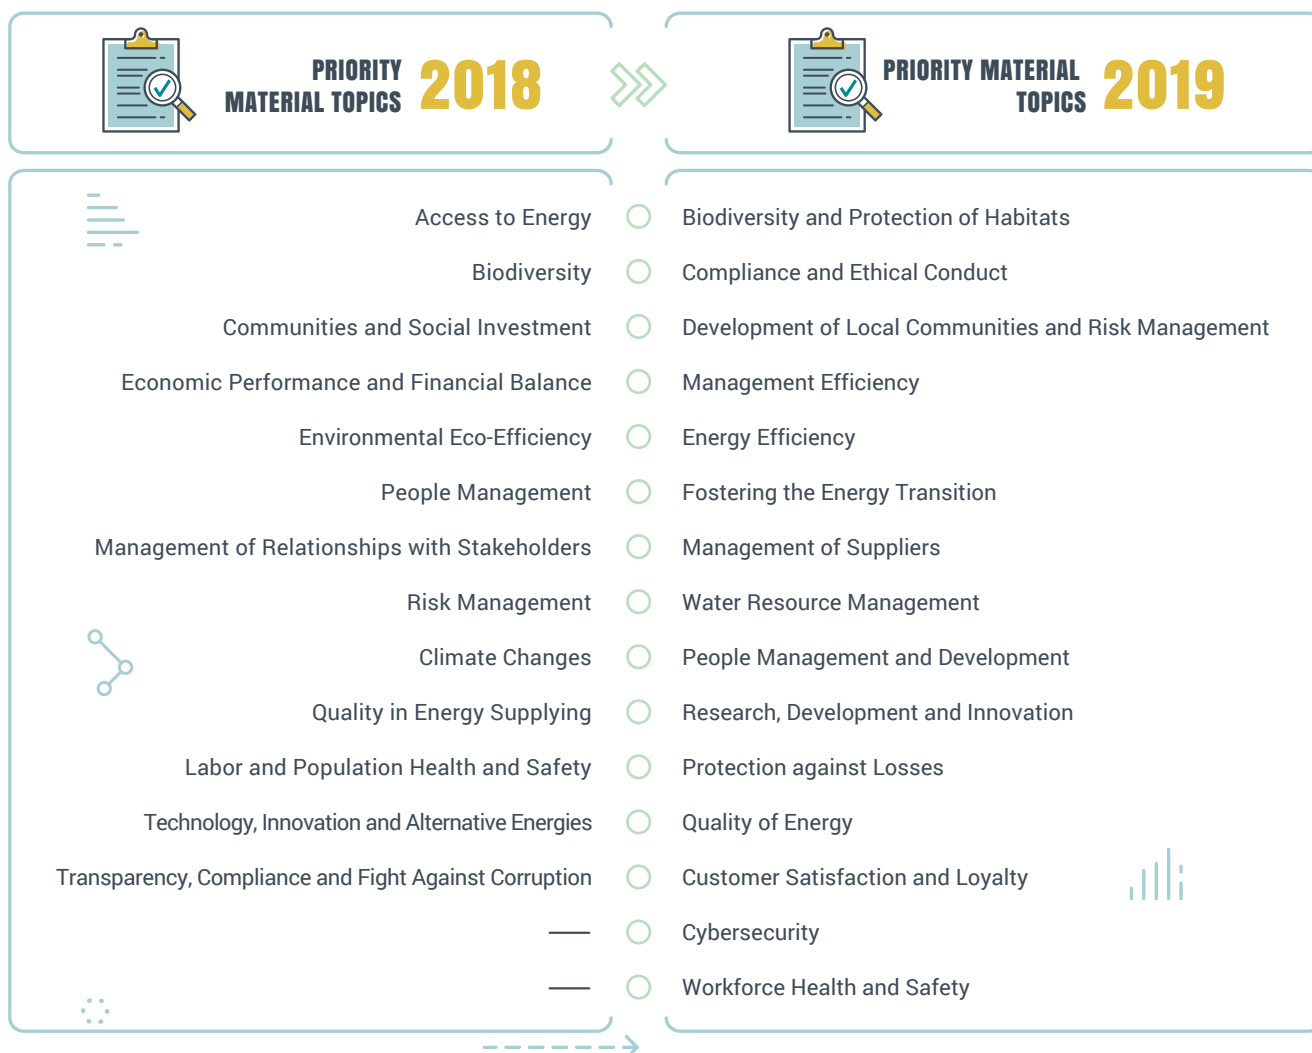 PRIORITY
MATERIAL TOPICS 2018
PRIORITY MATERIAL
TOPICS 2019
Access to Energy
Biodiversity and Protection of Habitats
Biodiversity
Compliance and Ethical Conduct
Communities and Social Investment
Development of Local Communities and Risk Management
Economic Performance and Financial Balance
Management Efficiency
Environmental Eco-Efficiency
Energy Efficiency
People Management
Fostering the Energy Transition
Management of Relationships with Stakeholders
Management of Suppliers
Risk Management
Water Resource Management
Climate Changes
People Management and Development
Quality in Energy Supplying
Research, Development and Innovation
Labor and Population Health and Safety
Protection against Losses
Technology, Innovation and Alternative Energies
Quality of Energy
Transparency, Compliance and Fight Against Corruption
Customer Satisfaction and Loyalty
—
Cybersecurity
—
Workforce Health and Safety